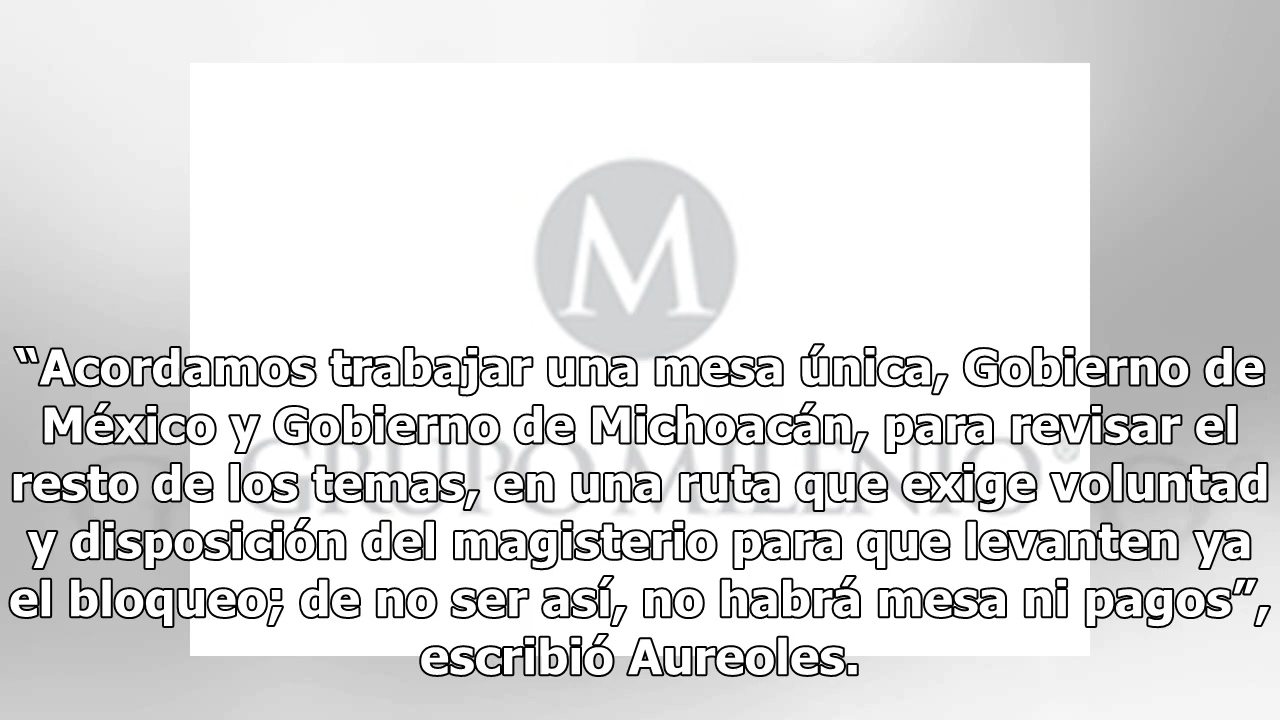 M
GRUPO MILENIO®
“Acordamos trabajar una mesa única, Gobierno de
México y Gobierno de Michoacán, para revisar el
resto de los temas, en una ruta que exige voluntad
y disposición del magisterio para que levanten ya
el bloqueo; de no ser así, no habrá mesa ni pagos”,
escribió Aureoles.